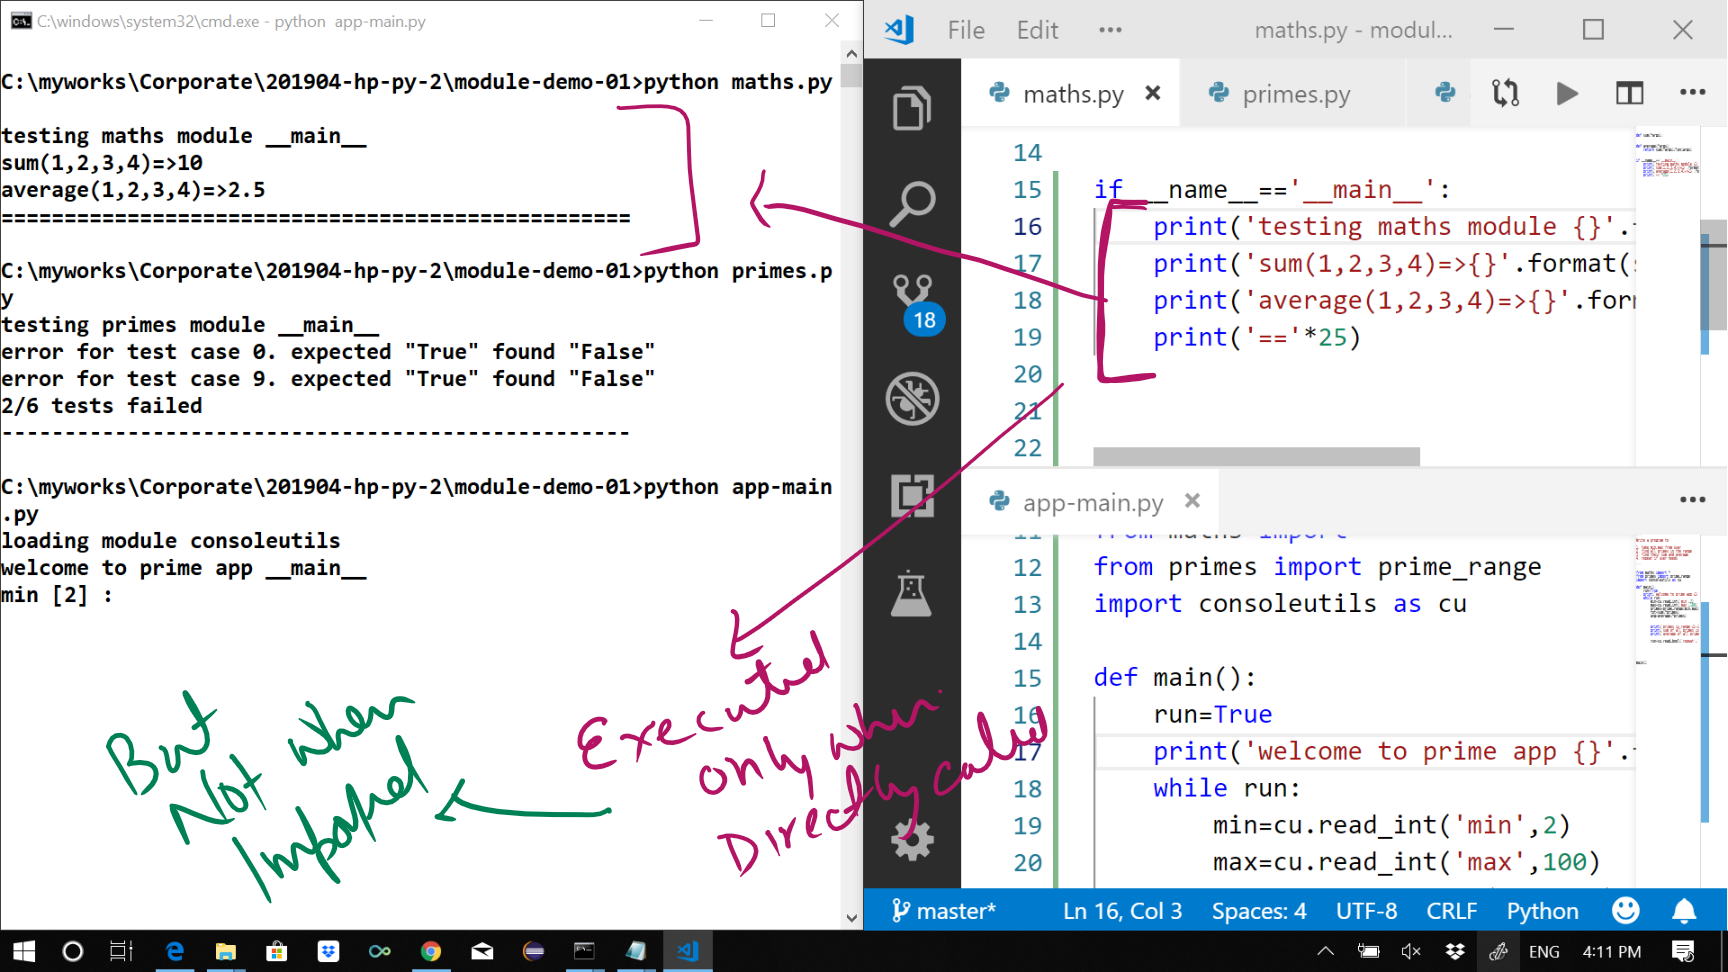 C:\windows\system32\cmd.exe - python  app-main.py
C:\myworks\Corporate\201904-hp-py-2\module-demo-01>python maths.py
testing maths module __main__
sum(1,2,3,4)=>10
average(1,2,3,4)=>2.5
==================================================
C:\myworks\Corporate\201904-hp-py-2\module-demo-01>python primes.p
y
testing primes module __main__
error for test case 0. expected "True" found "False"
error for test case 9. expected "True" found "False"
2/6 tests failed
--------------------------------------------------
C:\myworks\Corporate\201904-hp-py-2\module-demo-01>python app-main
.py
loading module consoleutils
welcome to prime app __main__
min [2] :
But
Not when
Imported
Executed
only when
Directly called
File Edit ··· maths.py - modul...
maths.py primes.py
14
15 if __name__=='__main__':
16 print('testing maths module {}'.
17 print('sum(1,2,3,4)=>{}'.format(
18 print('average(1,2,3,4)=>{}'.for
19 print('=='*25)
20
21
22
18
app-main.py
from maths import
12 from primes import prime_range
13 import consoleutils as cu
14
15 def main():
16 run=True
17 print('welcome to prime app {}'.
18 while run:
19 min=cu.read_int('min',2)
20 max=cu.read_int('max',100)
master* Ln 16, Col 3 Spaces: 4 UTF-8 CRLF Python
ENG 4:11 PM